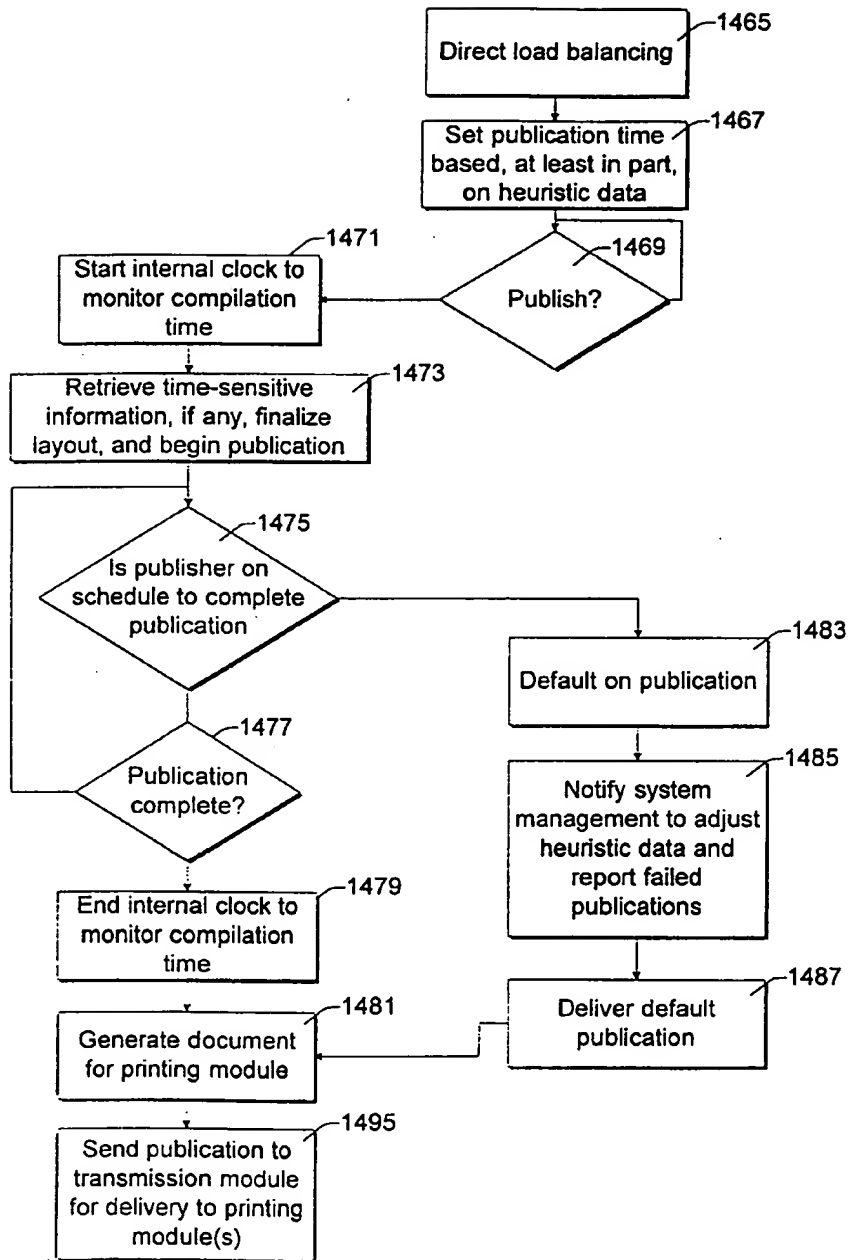 1465
Direct load balancing
1467
Set publication time
based, at least in part,
on heuristic data
1469
Publish?
1471
Start internal clock to
monitor compilation
time
1473
Retrieve time-sensitive
information, if any, finalize
layout, and begin publication
1475
Is publisher on
schedule to complete
publication
1477
Publication
complete?
1479
End internal clock to
monitor compilation
time
1481
Generate document
for printing module
1495
Send publication to
transmission module
for delivery to printing
module(s)
1483
Default on publication
1485
Notify system
management to adjust
heuristic data and
report failed
publications
1487
Deliver default
publication